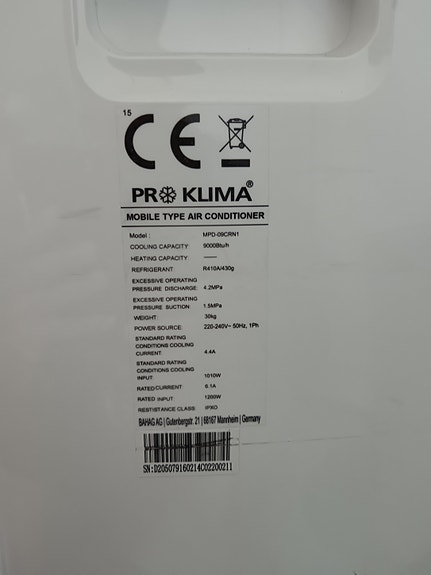 15
CE
PRO KLIMA®
MOBILE TYPE AIR CONDITIONER
Model : MPD-09CRN1
COOLING CAPACITY: 9000Btu/h
HEATING CAPACITY: ——
REFRIGERANT R410A/430g
EXCESSIVE OPERATING
PRESSURE DISCHARGE: 4.2MPa
EXCESSIVE OPERATING
PRESSURE SUCTION: 1.5MPa
WEIGHT: 30kg
POWER SOURCE: 220-240V~ 50Hz, 1Ph
STANDARD RATING
CONDITIONS COOLING
CURRENT 4.4A
STANDARD RATING
CONDITIONS COOLING
INPUT 1010W
RATED CURRENT 6.1A
RATED INPUT 1200W
RESTISTANCE CLASS IPX0
BAHAG AG | Gutenbergstr. 21 | 68167 Mannheim | Germany
SN:D205079160214C02200211